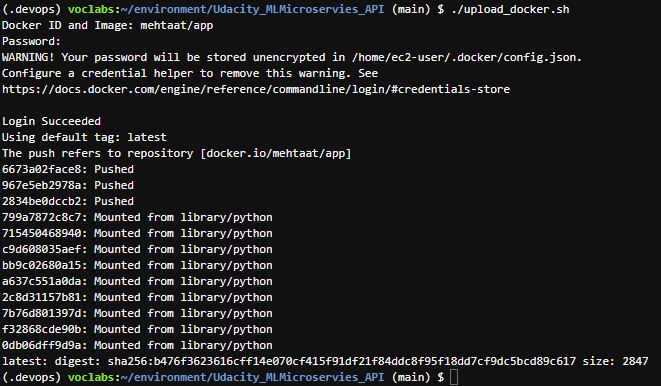 (.devops) voclabs:~/environment/Udacity_MLMicroservies_API (main) $ ./upload_docker.sh
Docker ID and Image: mehtaat/app
Password:
WARNING! Your password will be stored unencrypted in /home/ec2-user/.docker/config.json.
Configure a credential helper to remove this warning. See
https://docs.docker.com/engine/reference/commandline/login/#credentials-store
Login Succeeded
Using default tag: latest
The push refers to repository [docker.io/mehtaat/app]
6673a02face8: Pushed
967e5eb2978a: Pushed
2834be0dccb2: Pushed
799a7872c8c7: Mounted from library/python
715450468940: Mounted from library/python
c9d608035aef: Mounted from library/python
bb9c02680a15: Mounted from library/python
a637c551a0da: Mounted from library/python
2c8d31157b81: Mounted from library/python
7b76d801397d: Mounted from library/python
f32868cde90b: Mounted from library/python
0db06dff9d9a: Mounted from library/python
latest: digest: sha256:b476f3623616cff14e070cf415f91df21f84ddc8f95f18dd7cf9dc5bcd89c617 size: 2847
(.devops) voclabs:~/environment/Udacity_MLMicroservies_API (main) $